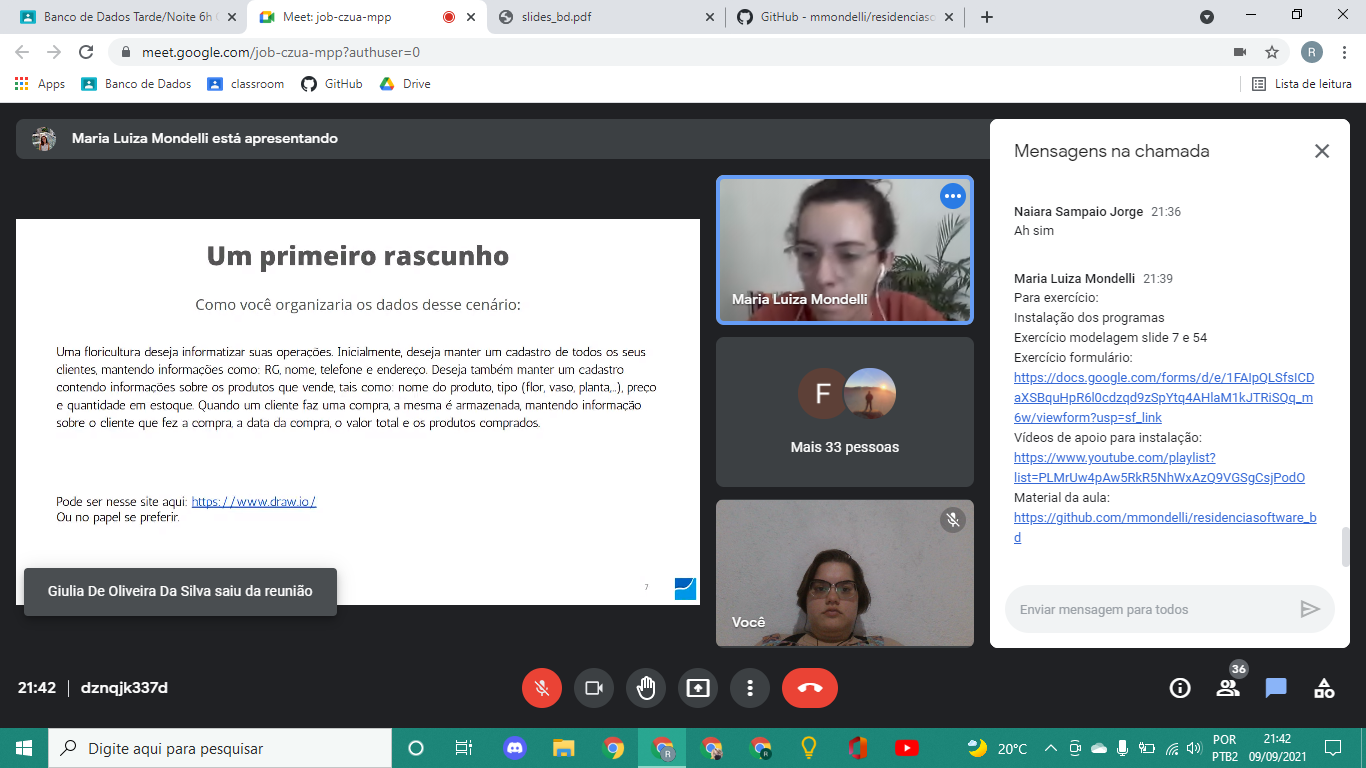 Banco de Dados Tarde/Noite 6h
Meet: job-czua-mpp
slides_bd.pdf
GitHub - mmondelli/residenciaso
meet.google.com/job-czua-mpp?authuser=0
R
Apps
Banco de Dados
classroom
GitHub
Drive
Lista de leitura
Maria Luiza Mondelli está apresentando
Um primeiro rascunho
Como você organizaria os dados desse cenário:
Uma floricultura deseja informatizar suas operações. Inicialmente, deseja manter um cadastro de todos os seus
clientes, mantendo informações como: RG, nome, telefone e endereço. Deseja também manter um cadastro
contendo informações sobre os produtos que vende, tais como: nome do produto, tipo (flor, vaso, planta,...), preço
e quantidade em estoque. Quando um cliente faz uma compra, a mesma é armazenada, mantendo informação
sobre o cliente que fez a compra, a data da compra, o valor total e os produtos comprados.
Pode ser nesse site aqui: https://www.draw.io/
Ou no papel se preferir.
7
Giulia De Oliveira Da Silva saiu da reunião
Maria Luiza Mondelli
F
Mais 33 pessoas
Você
Mensagens na chamada
Naiara Sampaio Jorge 21:36
Ah sim
Maria Luiza Mondelli 21:39
Para exercício:
Instalação dos programas
Exercício modelagem slide 7 e 54
Exercício formulário:
https://docs.google.com/forms/d/e/1FAIpQLSfsICD
aXSBquHpR6l0cdzqd9zSpYtq4AHlaM1kJTRiSQq_m
6w/viewform?usp=sf_link
Vídeos de apoio para instalação:
https://www.youtube.com/playlist?
list=PLMrUw4pAw5RkR5NhWxAzQ9VGSgCsjPodO
Material da aula:
https://github.com/mmondelli/residenciasoftware_b
d
Enviar mensagem para todos
21:42 | dznqjk337d
36
Digite aqui para pesquisar
20°C
POR
PTB2
21:42
09/09/2021